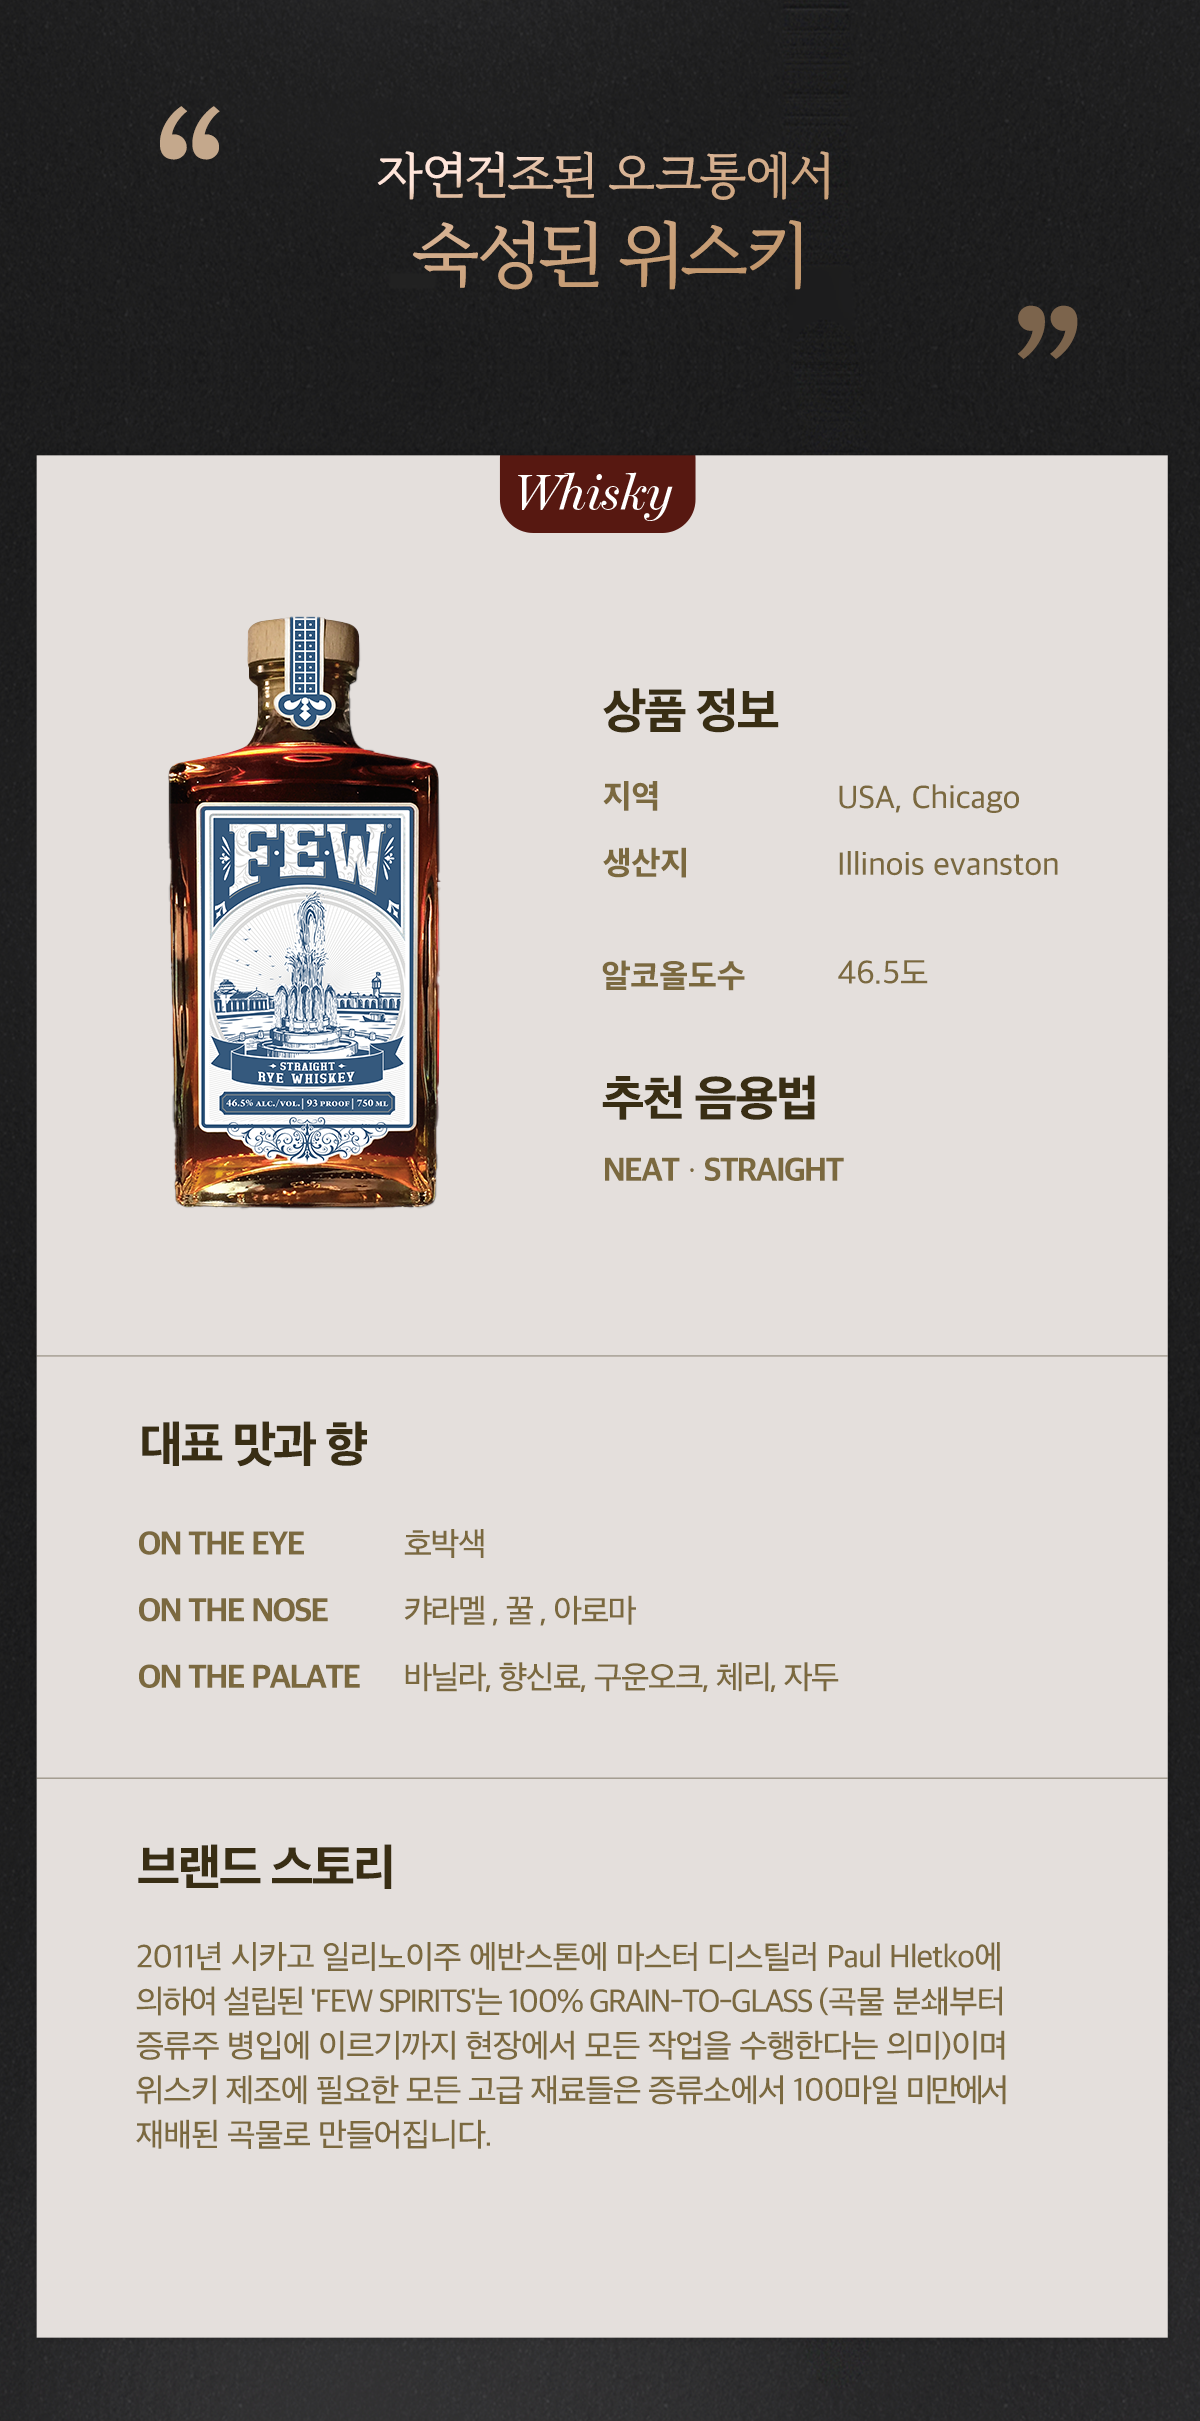 “
자연건조된 오크통에서
숙성된 위스키
”
Whisky
FEW
STRAIGHT
RYE WHISKEY
46.5% ALC./VOL. | 93 PROOF | 750 ML
상품 정보
지역 USA, Chicago
생산지 Illinois evanston
알코올도수 46.5도
추천 음용법
NEAT · STRAIGHT
대표 맛과 향
ON THE EYE 호박색
ON THE NOSE 캬라멜 , 꿀 , 아로마
ON THE PALATE 바닐라, 향신료, 구운오크, 체리, 자두
브랜드 스토리
2011년 시카고 일리노이주 에반스톤에 마스터 디스틸러 Paul Hletko에
의하여 설립된 'FEW SPIRITS'는 100% GRAIN-TO-GLASS (곡물 분쇄부터
증류주 병입에 이르기까지 현장에서 모든 작업을 수행한다는 의미)이며
위스키 제조에 필요한 모든 고급 재료들은 증류소에서 100마일 미만에서
재배된 곡물로 만들어집니다.